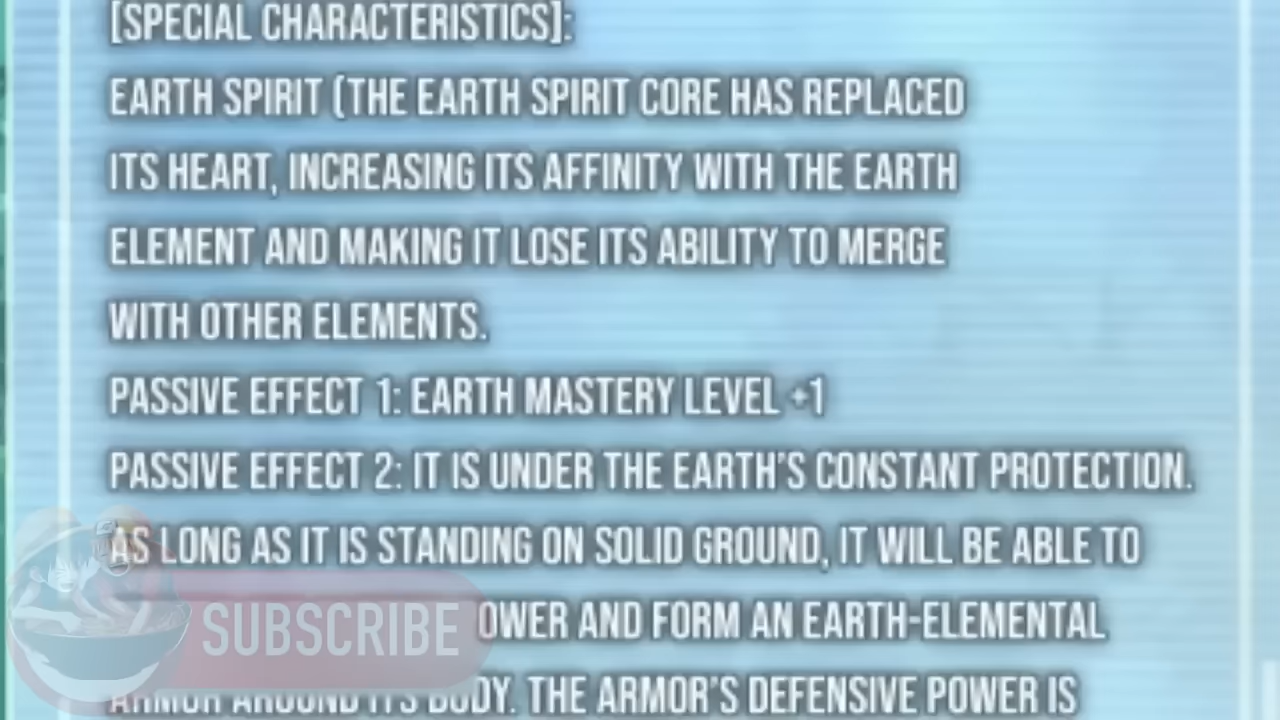 [SPECIAL CHARACTERISTICS]:
EARTH SPIRIT (THE EARTH SPIRIT CORE HAS REPLACED
ITS HEART, INCREASING ITS AFFINITY WITH THE EARTH
ELEMENT AND MAKING IT LOSE ITS ABILITY TO MERGE
WITH OTHER ELEMENTS.
PASSIVE EFFECT 1: EARTH MASTERY LEVEL +1
PASSIVE EFFECT 2: IT IS UNDER THE EARTH'S CONSTANT PROTECTION.
AS LONG AS IT IS STANDING ON SOLID GROUND, IT WILL BE ABLE TO
SUBSCRIBE OWER AND FORM AN EARTH-ELEMENTAL
ARMOR AROUND ITS BODY. THE ARMOR'S DEFENSIVE POWER IS